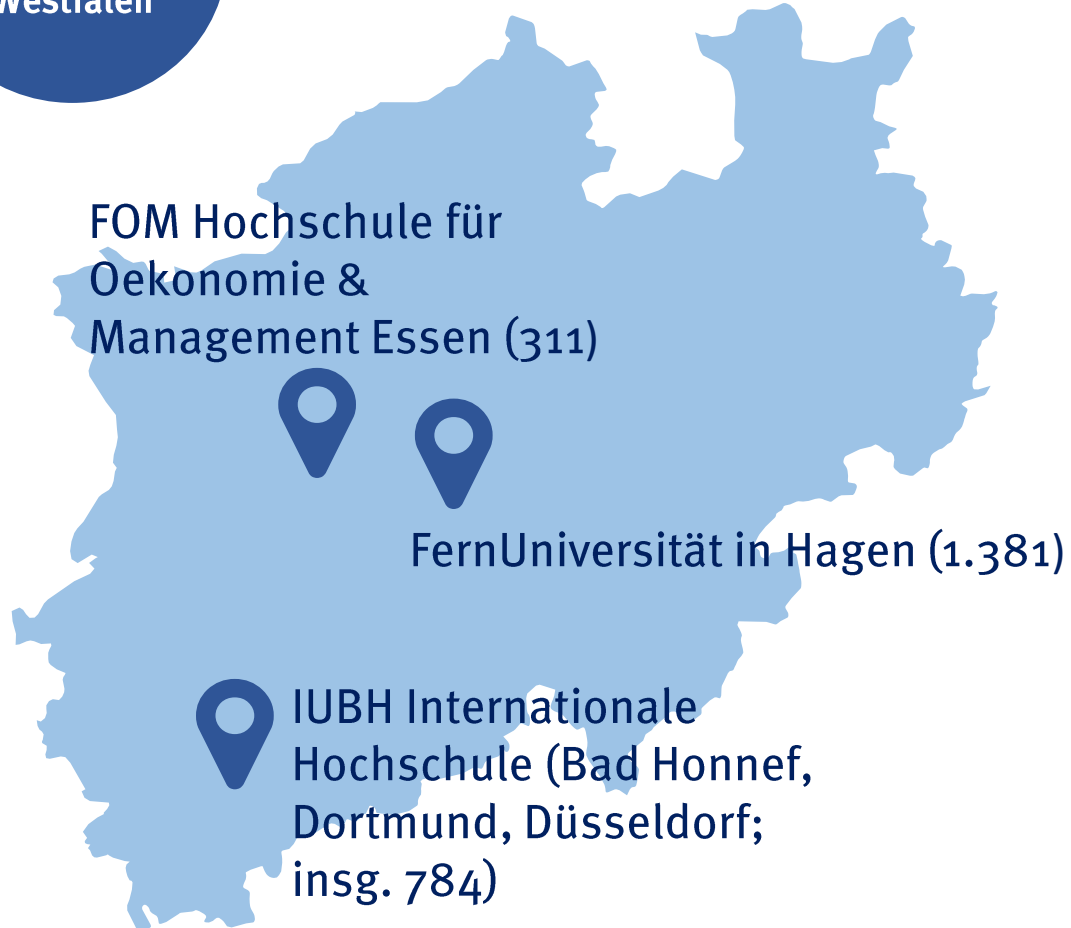 Westfalen
FOM Hochschule für
Oekonomie &
Management Essen (311)
FernUniversität in Hagen (1.381)
IUBH Internationale
Hochschule (Bad Honnef,
Dortmund, Düsseldorf;
insg. 784)